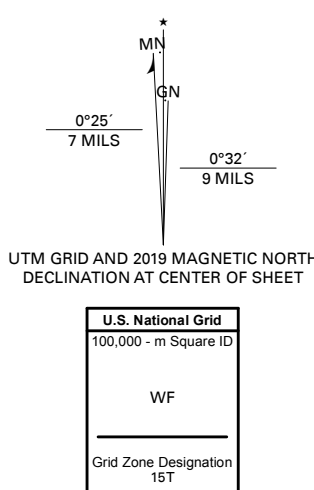 ★
MN
GN
0°25´
7 MILS
0°32´
9 MILS
UTM GRID AND 2019 MAGNETIC NORTH
DECLINATION AT CENTER OF SHEET
U.S. National Grid
100,000 - m Square ID
WF
Grid Zone Designation
15T